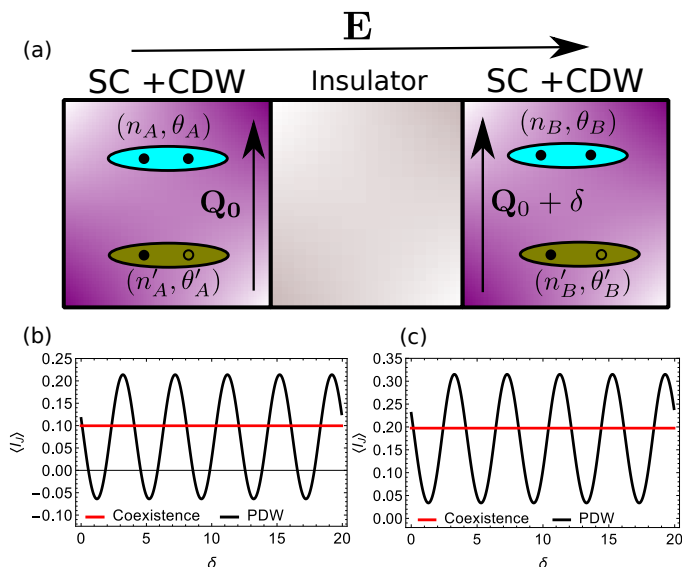 (a)
E
SC +CDW
Insulator
SC +CDW
(n_A, θ_A)
(n_B, θ_B)
Q_0
Q_0 + δ
(n'_A, θ'_A)
(n'_B, θ'_B)
(b)
0.25
0.20
0.15
0.10
0.05
0.00
−0.05
−0.10
⟨I_J⟩
Coexistence
PDW
0
5
10
15
20
δ
(c)
0.35
0.30
0.25
0.20
0.15
0.10
0.05
0.00
⟨I_J⟩
Coexistence
PDW
0
5
10
15
20
δ